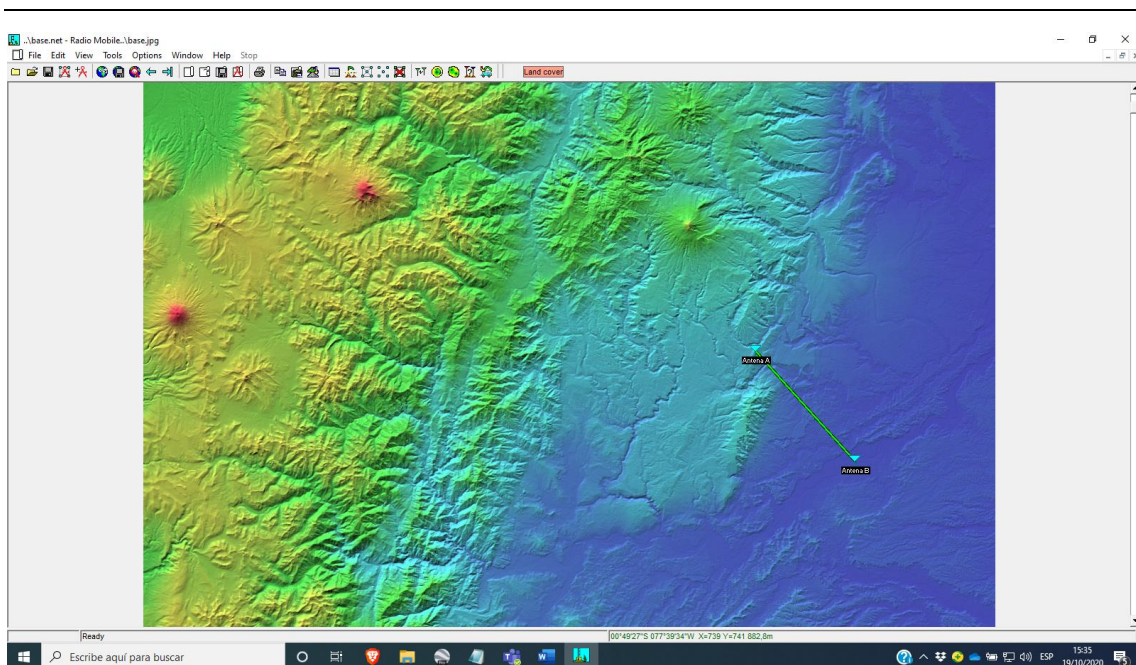 ..\base.net - Radio Mobile..\base.jpg
File Edit View Tools Options Window Help Stop
Land cover
Antena A
Antena B
Ready
00°49'27"S 077°39'34"W X=739 Y=741 882,8m
Escribe aquí para buscar
ESP
15:35
19/10/2020